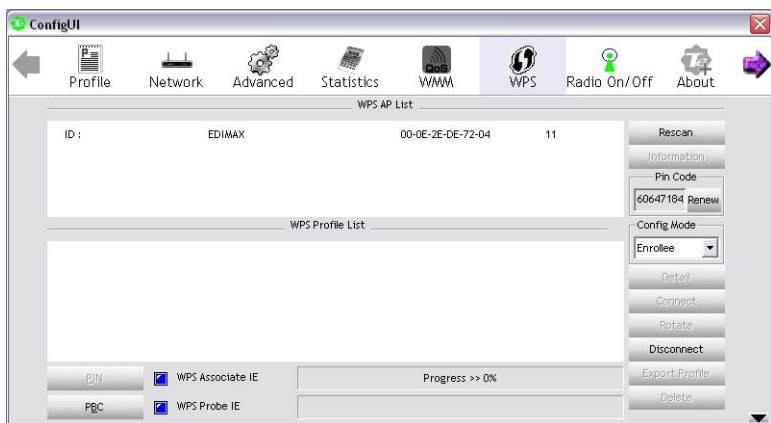 ConfigUI
Profile Network Advanced Statistics QoS WMM WPS Radio On/Off About
WPS AP List
ID : EDIMAX 00-0E-2E-DE-72-04 11
Rescan
Information
Pin Code
60647184 Renew
WPS Profile List
Config Mode
Enrollee
Detail
Connect
Rotate
Disconnect
Export Profile
Delete
PIN WPS Associate IE Progress >> 0%
PBC WPS Probe IE